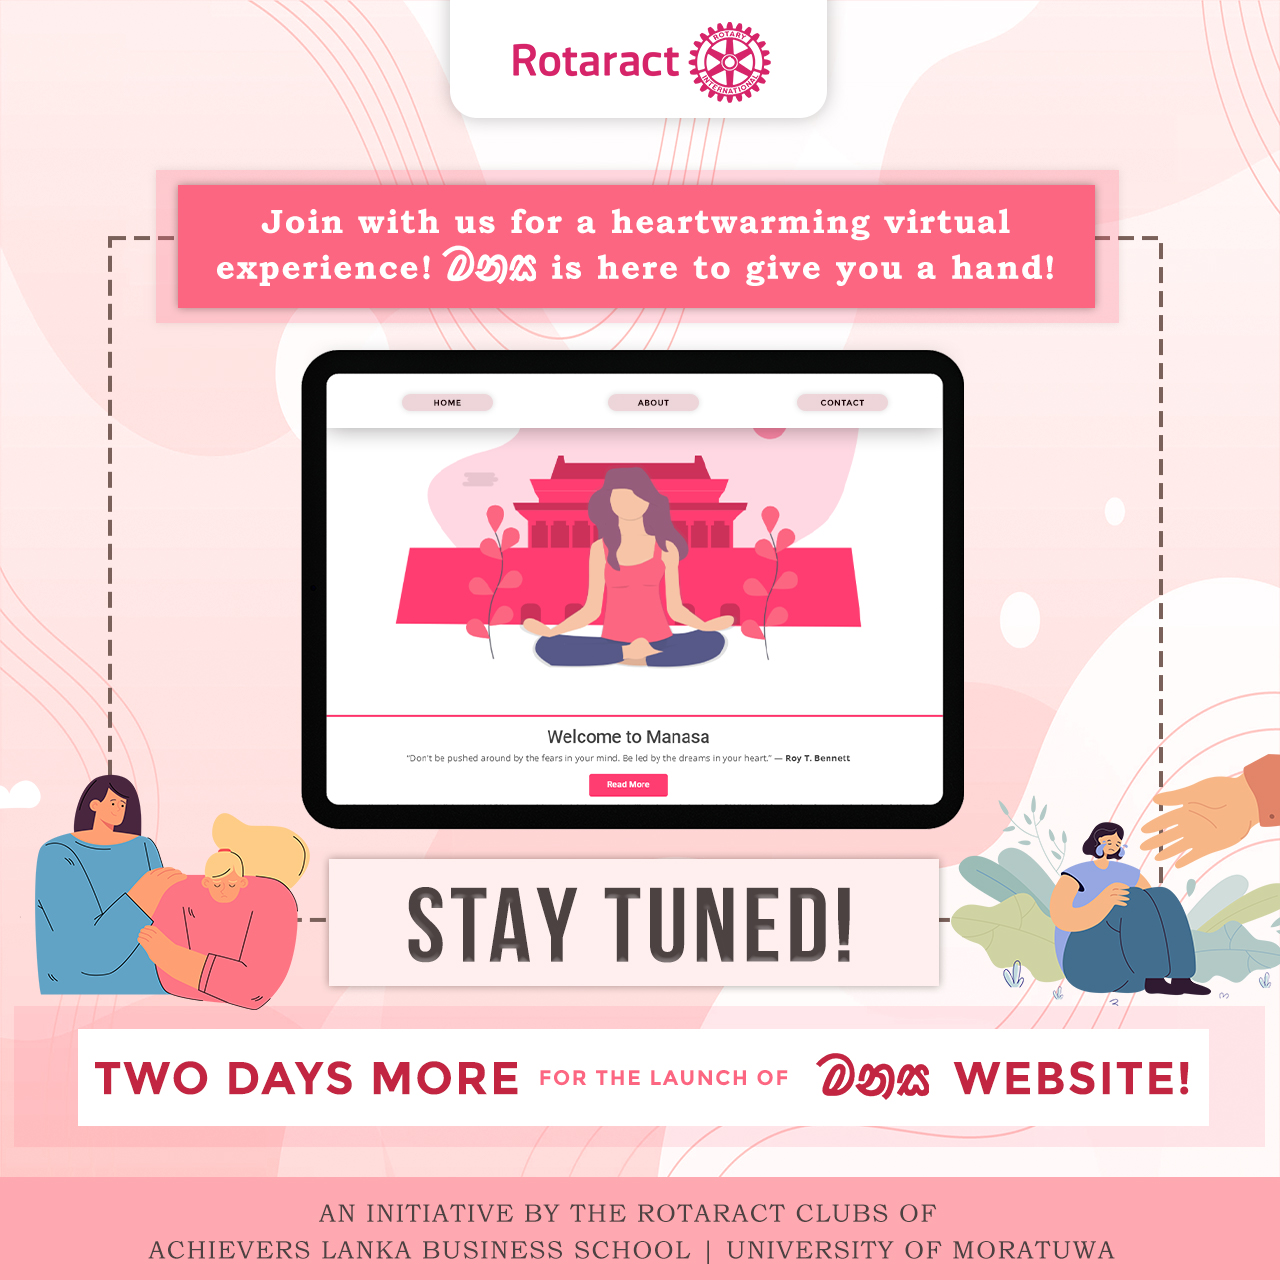 Rotaract
ROTARY
INTERNATIONAL
Join with us for a heartwarming virtual
experience! මනස is here to give you a hand!
HOME ABOUT CONTACT
Welcome to Manasa
"Don't be pushed around by the fears in your mind. Be led by the dreams in your heart." — Roy T. Bennett
Read More
STAY TUNED!
TWO DAYS MORE FOR THE LAUNCH OF මනස WEBSITE!
AN INITIATIVE BY THE ROTARACT CLUBS OF
ACHIEVERS LANKA BUSINESS SCHOOL | UNIVERSITY OF MORATUWA